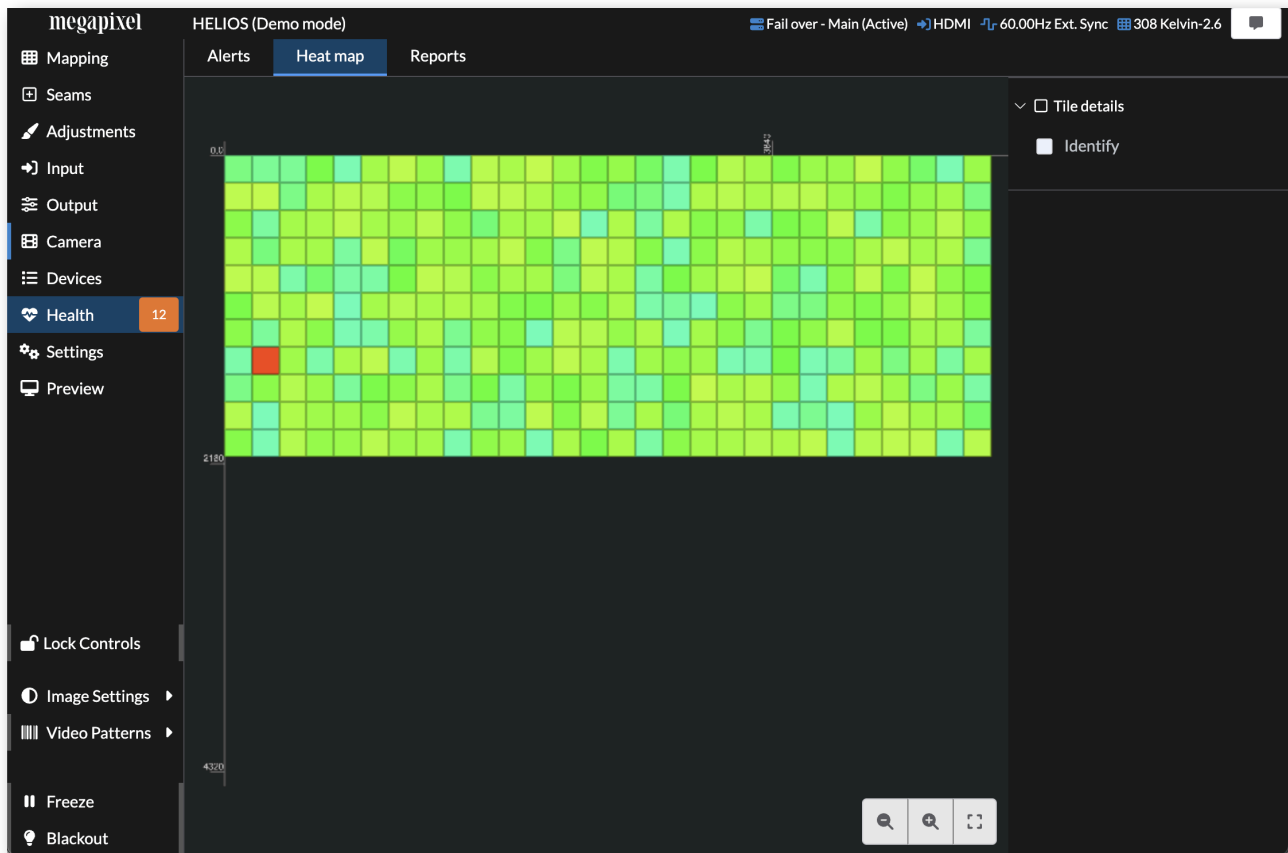 megapixel
HELIOS (Demo mode)
Fail over - Main (Active) HDMI 60.00Hz Ext. Sync 308 Kelvin-2.6
Mapping
Seams
Adjustments
Input
Output
Camera
Devices
Health 12
Settings
Preview
Lock Controls
Image Settings
Video Patterns
Freeze
Blackout
Alerts Heat map Reports
0.0
2160
4320
Tile details
Identify